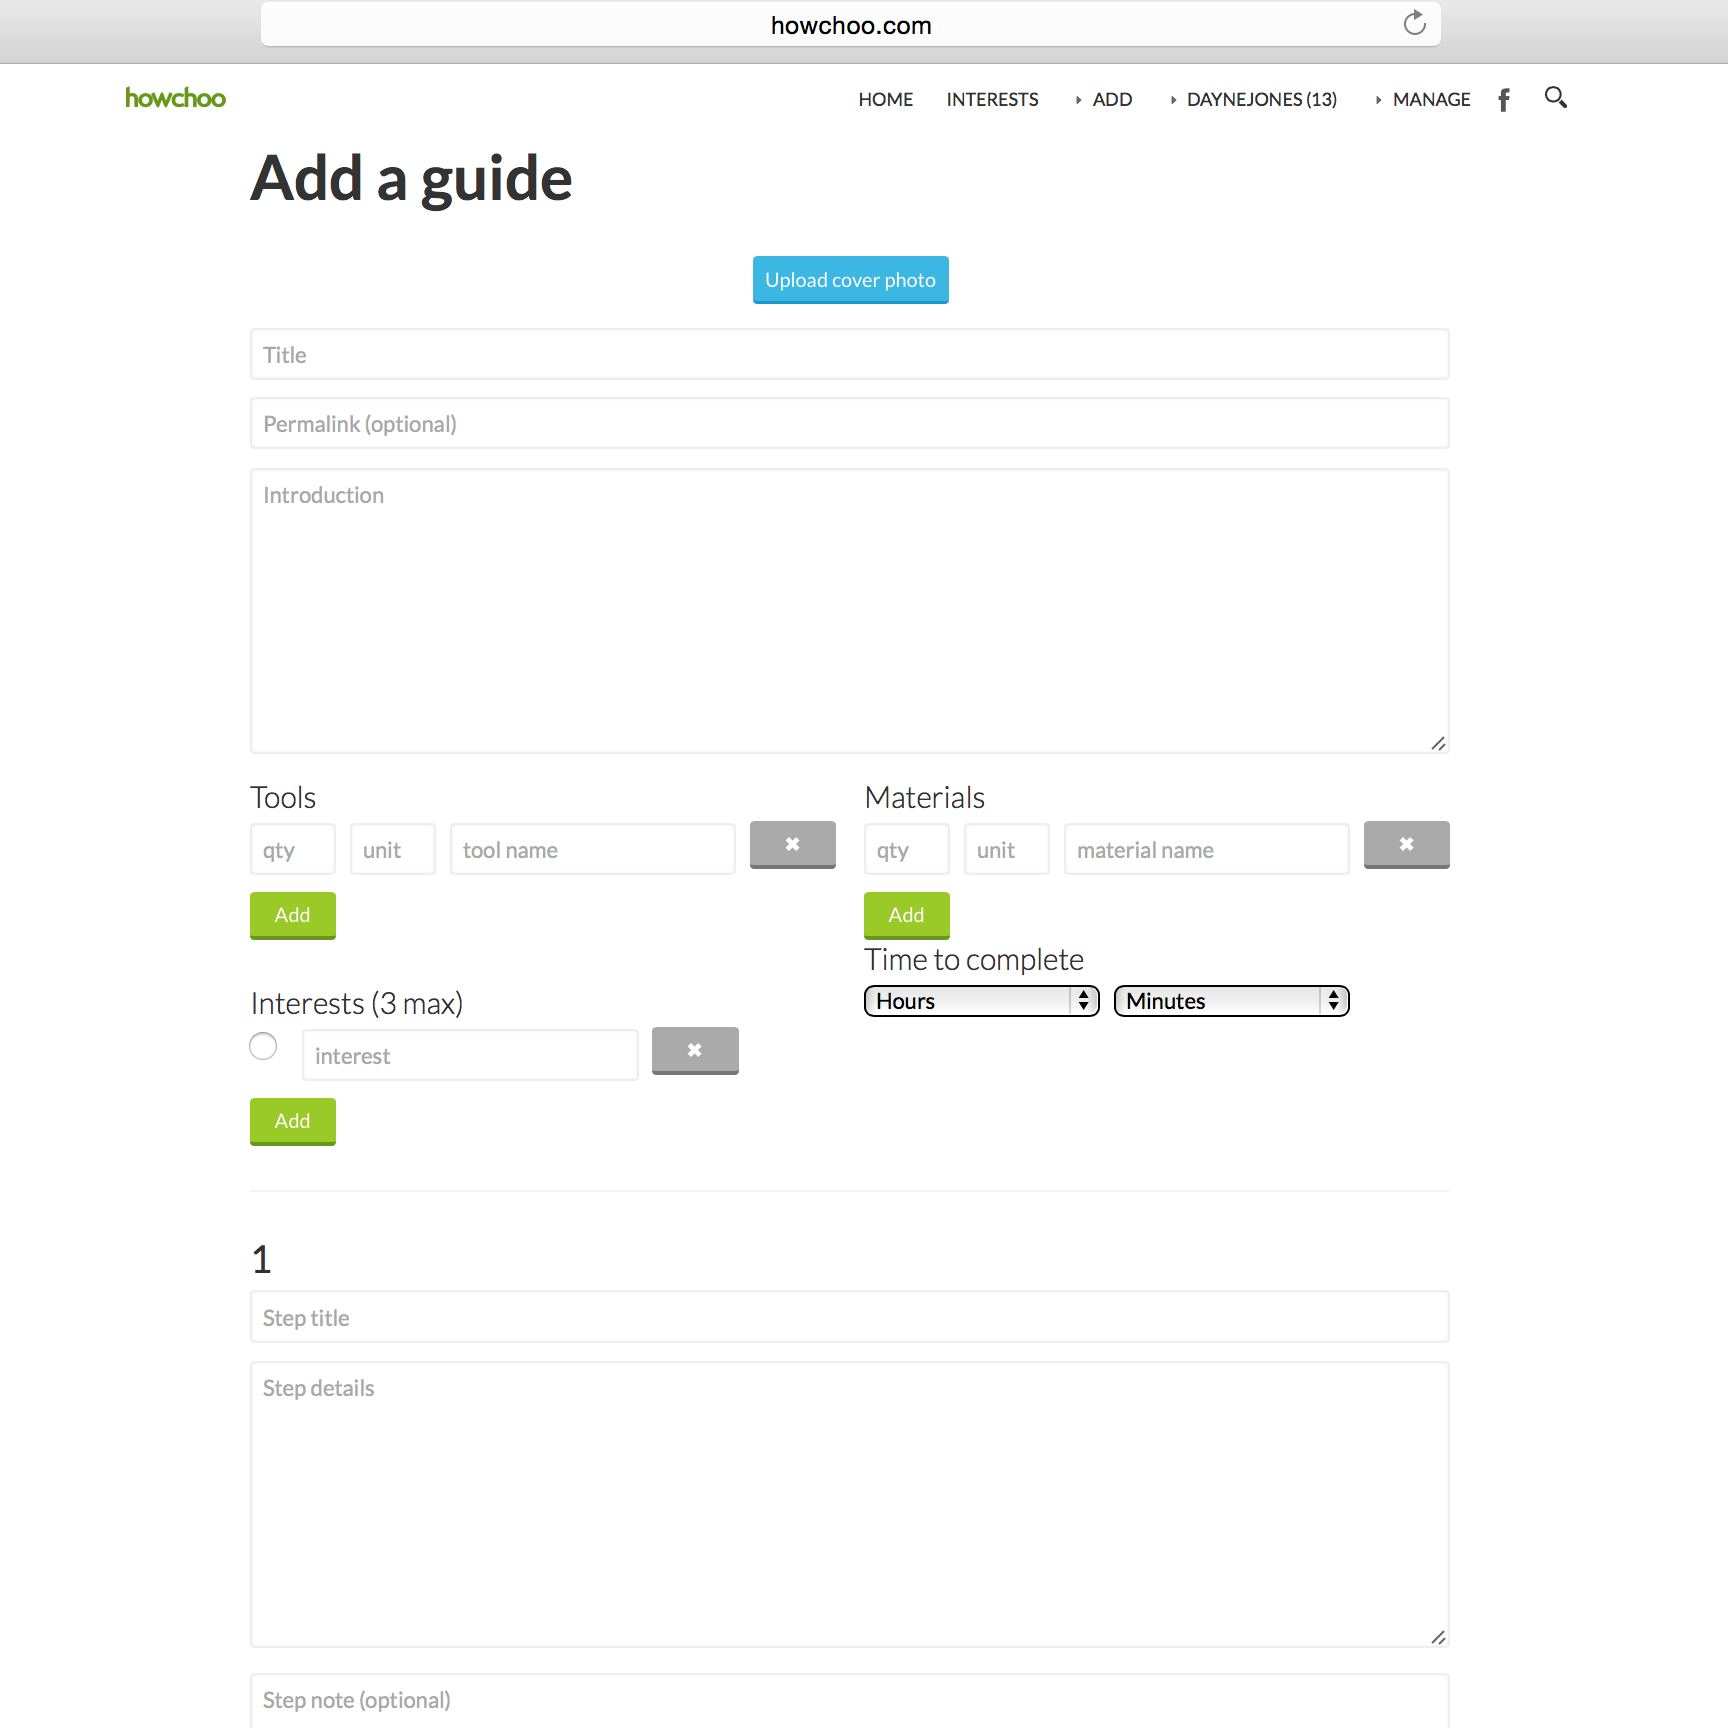 howchoo.com
howchoo
HOME INTERESTS ADD DAYNEJONES (13) MANAGE
Add a guide
Upload cover photo
Title
Permalink (optional)
Introduction
Tools
qty unit tool name
Add
Materials
qty unit material name
Add
Time to complete
Hours Minutes
Interests (3 max)
interest
Add
1
Step title
Step details
Step note (optional)